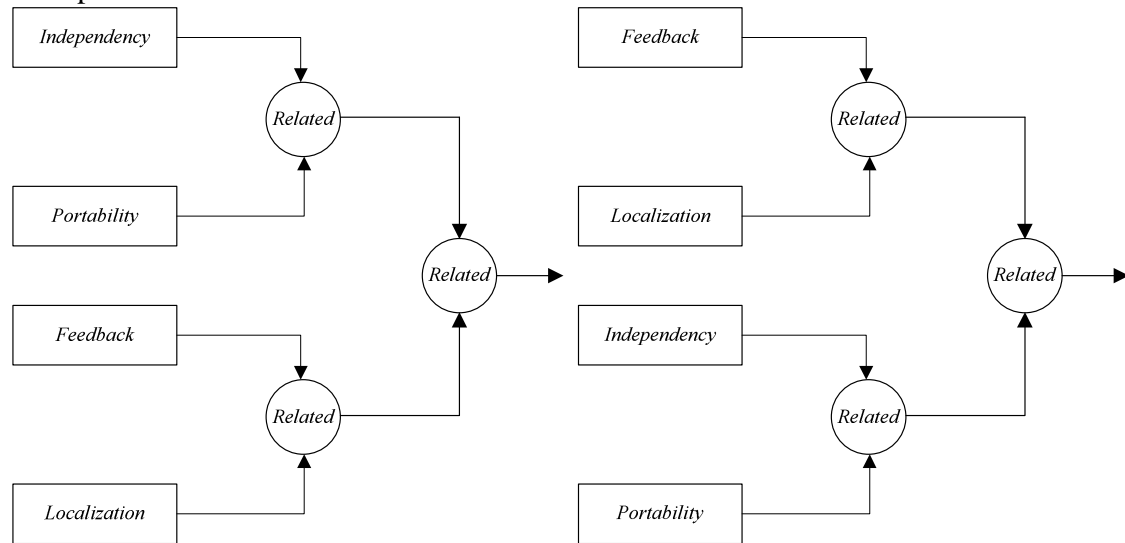 Independency
Feedback
Related
Related
Portability
Localization
Related
Related
Feedback
Independency
Related
Related
Localization
Portability